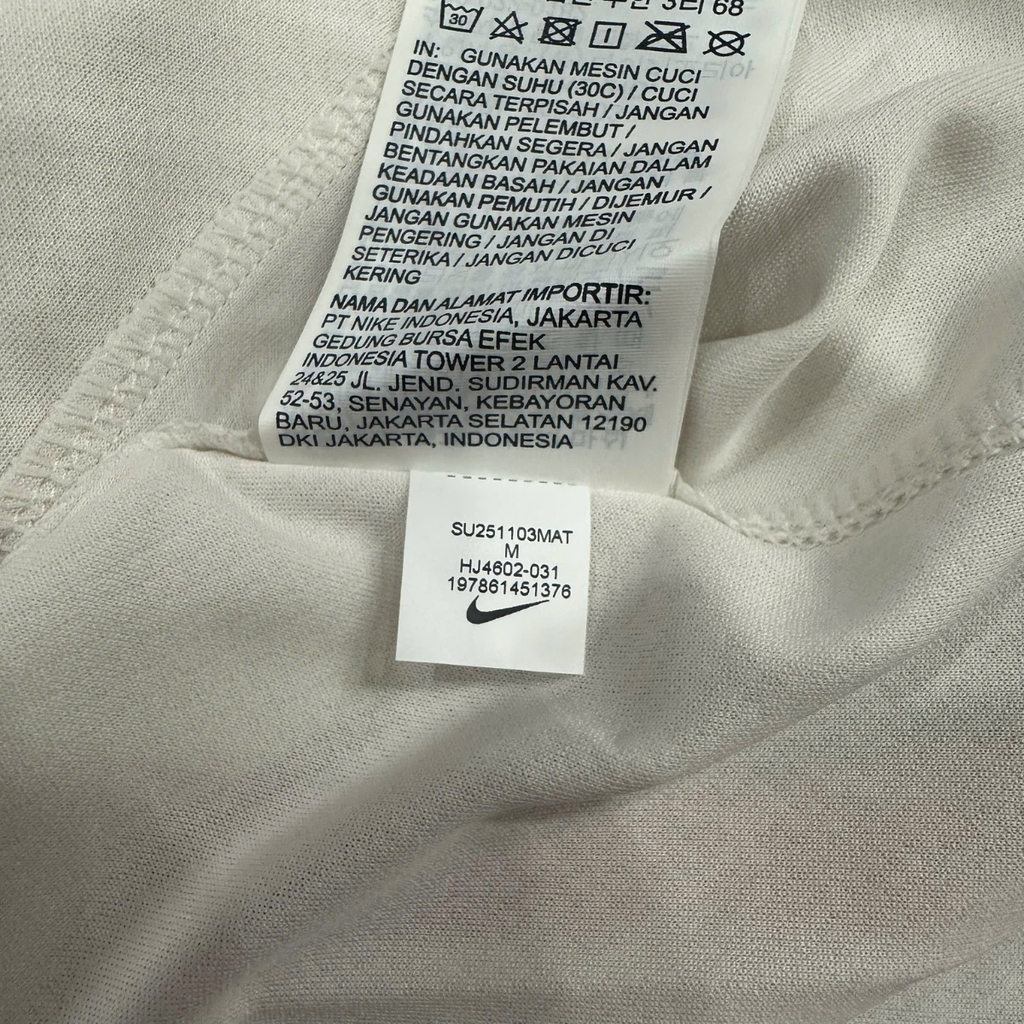 68
30
IN: GUNAKAN MESIN CUCI
DENGAN SUHU (30C) / CUCI
SECARA TERPISAH / JANGAN
GUNAKAN PELEMBUT /
PINDAHKAN SEGERA / JANGAN
BENTANGKAN PAKAIAN DALAM
KEADAAN BASAH / JANGAN
GUNAKAN PEMUTIH / DIJEMUR /
JANGAN GUNAKAN MESIN
PENGERING / JANGAN DI
SETERIKA / JANGAN DICUCI
KERING
NAMA DAN ALAMAT IMPORTIR:
PT NIKE INDONESIA, JAKARTA
GEDUNG BURSA EFEK
INDONESIA TOWER 2 LANTAI
24&25 JL. JEND. SUDIRMAN KAV.
52-53, SENAYAN, KEBAYORAN
BARU, JAKARTA SELATAN 12190
DKI JAKARTA, INDONESIA
SU251103MAT
M
HJ4602-031
197861451376